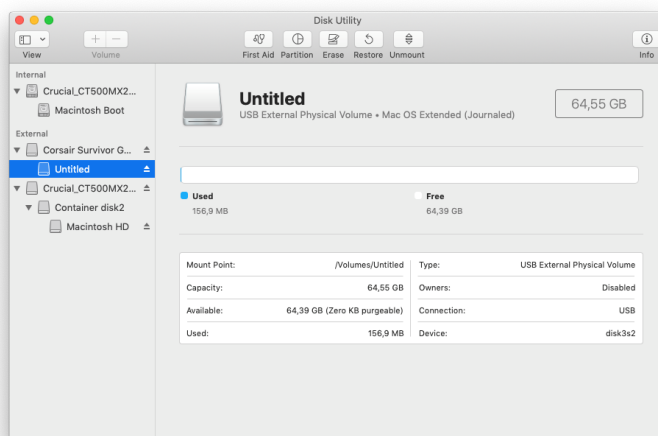 Disk Utility
View
Volume
First Aid
Partition
Erase
Restore
Unmount
Info
Internal
Crucial_CT500MX2...
Macintosh Boot
External
Corsair Survivor G...
Untitled
Crucial_CT500MX2...
Container disk2
Macintosh HD
Untitled
USB External Physical Volume • Mac OS Extended (Journaled)
64,55 GB
Used
156,9 MB
Free
64,39 GB
Mount Point: /Volumes/Untitled
Capacity: 64,55 GB
Available: 64,39 GB (Zero KB purgeable)
Used: 156,9 MB
Type: USB External Physical Volume
Owners: Disabled
Connection: USB
Device: disk3s2